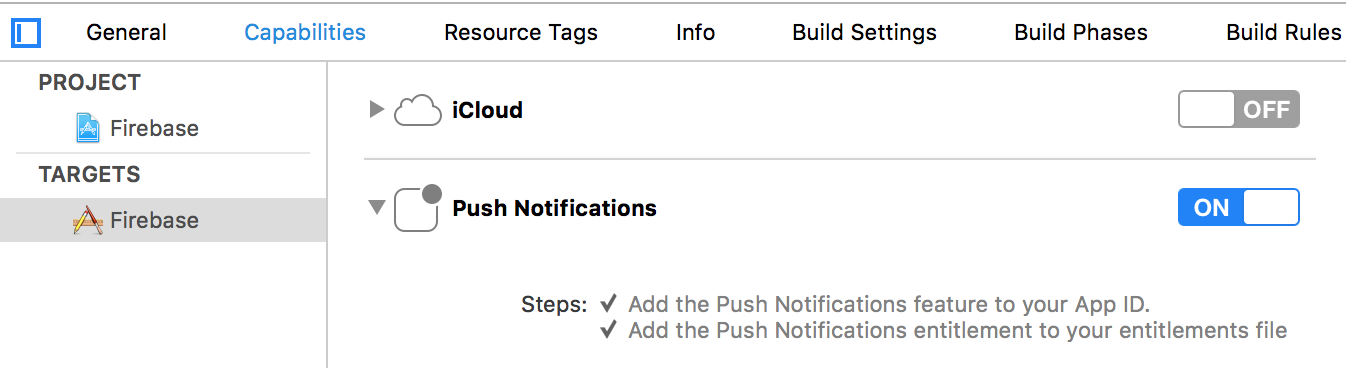 General Capabilities Resource Tags Info Build Settings Build Phases Build Rules
PROJECT
Firebase
TARGETS
Firebase
iCloud OFF
Push Notifications ON
Steps: ✓ Add the Push Notifications feature to your App ID.
✓ Add the Push Notifications entitlement to your entitlements file